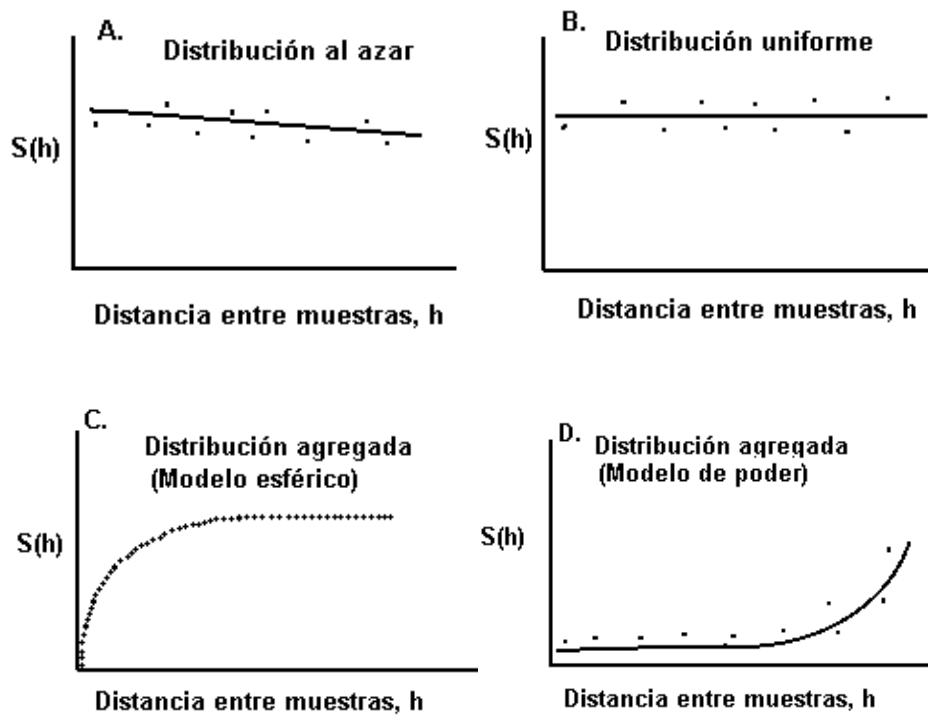 A.
Distribución al azar
S(h)
Distancia entre muestras, h
B.
Distribución uniforme
S(h)
Distancia entre muestras, h
C.
Distribución agregada
(Modelo esférico)
S(h)
Distancia entre muestras, h
D.
Distribución agregada
(Modelo de poder)
S(h)
Distancia entre muestras, h